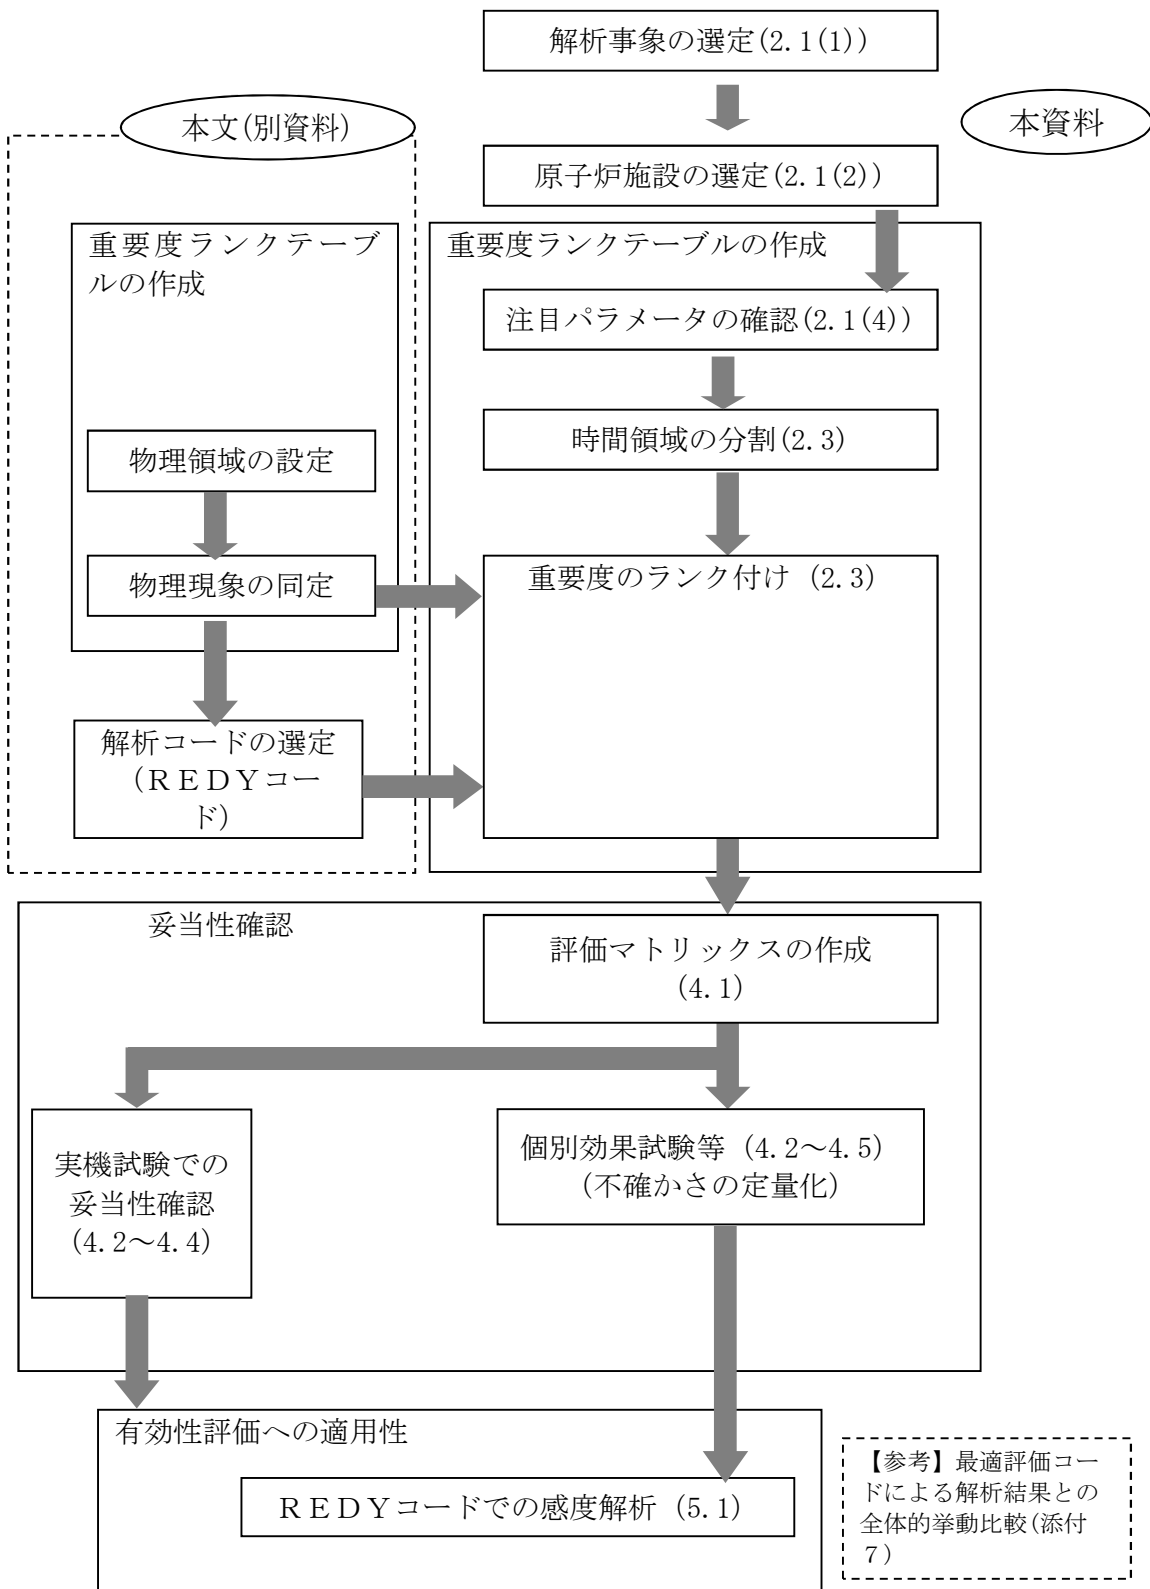 解析事象の選定(2.1(1))
本文(別資料)
本資料
原子炉施設の選定(2.1(2))
重要度ランクテーブ
ルの作成
重要度ランクテーブルの作成
注目パラメータの確認(2.1(4))
時間領域の分割(2.3)
物理領域の設定
物理現象の同定
重要度のランク付け (2.3)
解析コードの選定
(ＲＥＤＹコー
ド)
妥当性確認
評価マトリックスの作成
(4.1)
実機試験での
妥当性確認
(4.2～4.4)
個別効果試験等 (4.2～4.5)
(不確かさの定量化)
有効性評価への適用性
ＲＥＤＹコードでの感度解析 (5.1)
【参考】最適評価コー
ドによる解析結果との
全体的挙動比較(添付
７)